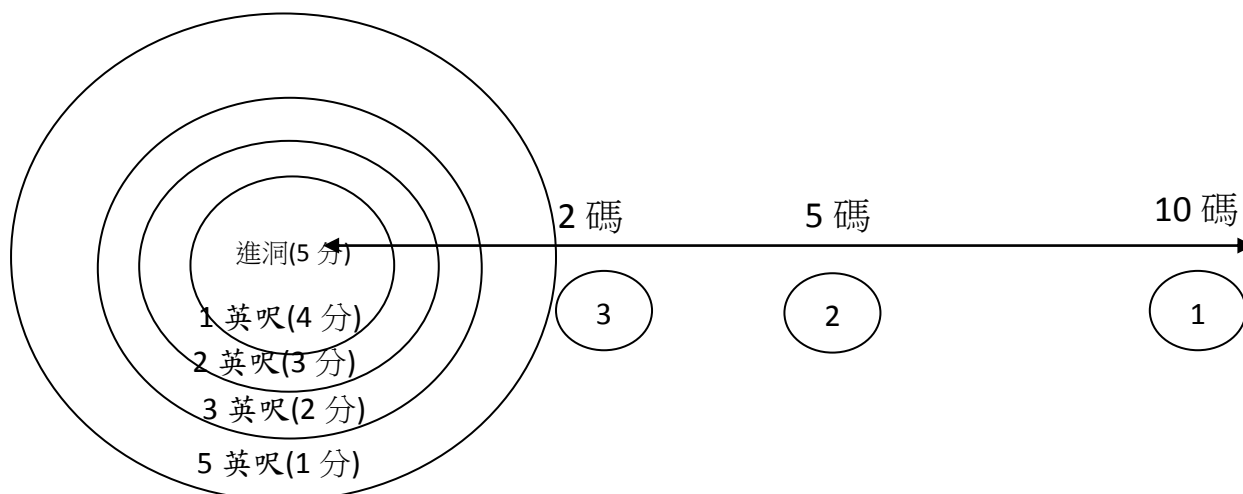 2 碼
5 碼
10 碼
進洞(5 分)
3
2
1
1 英呎(4 分)
2 英呎(3 分)
3 英呎(2 分)
5 英呎(1 分)